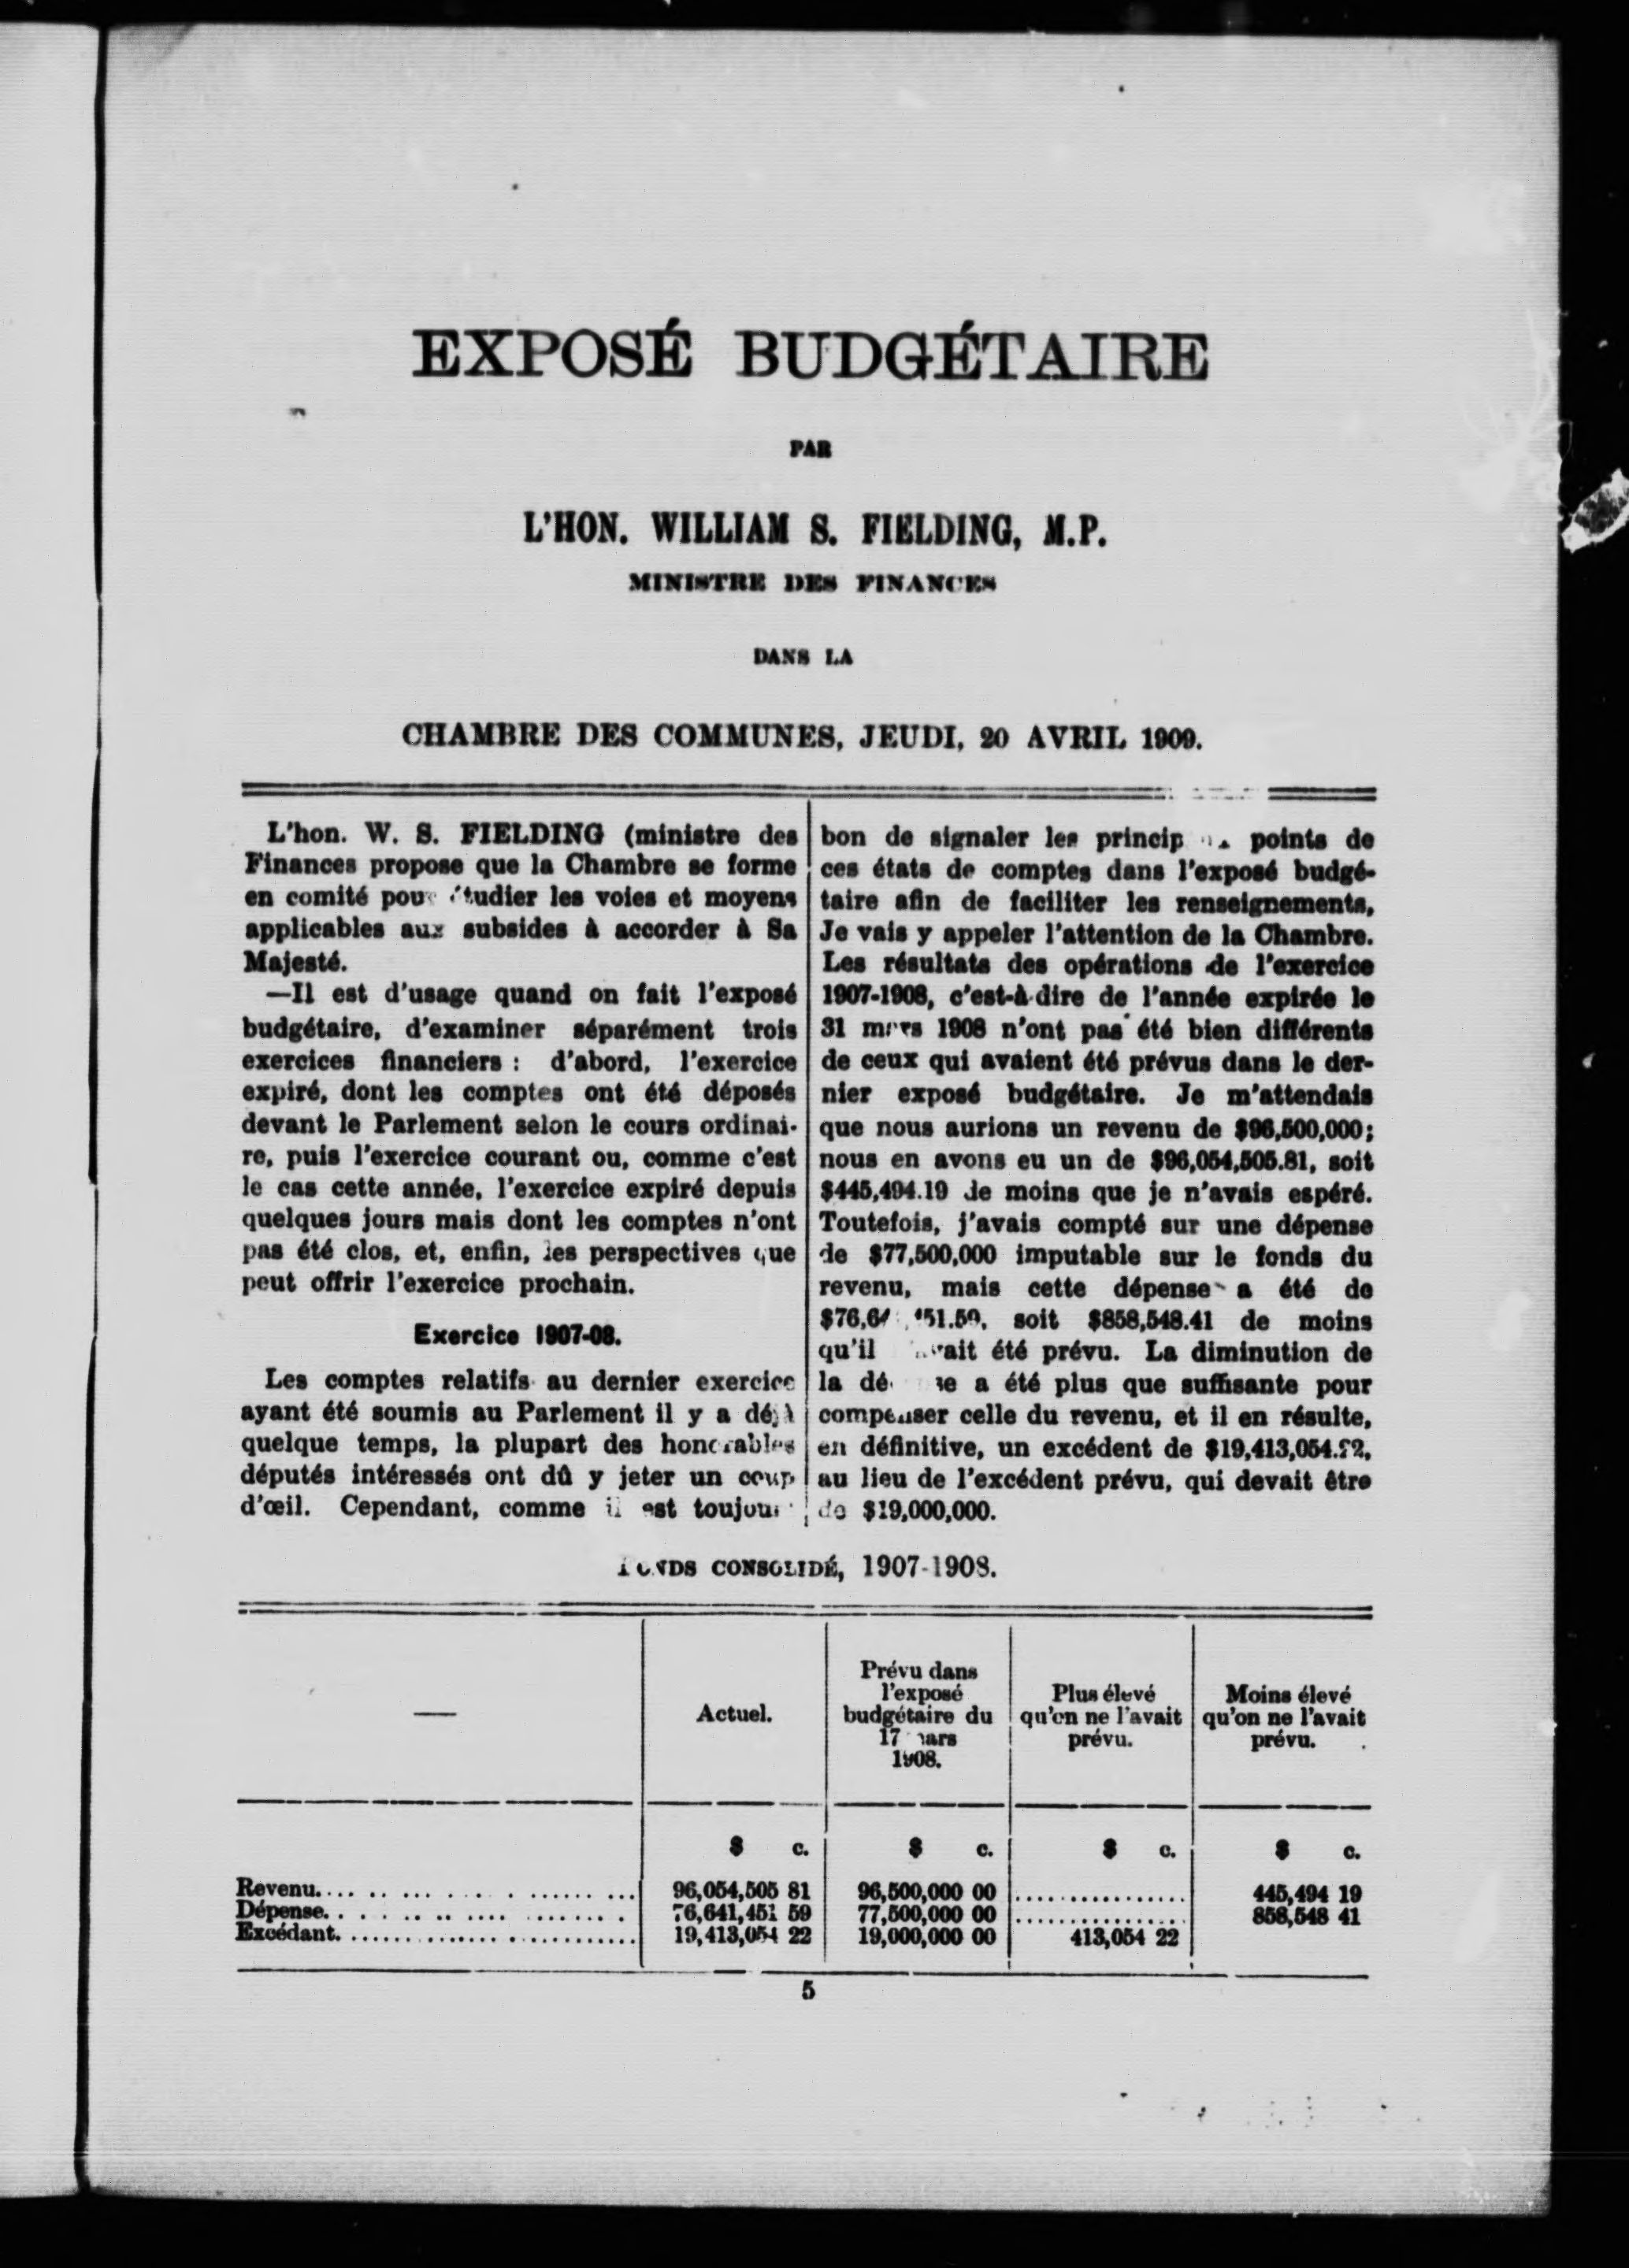 EXPOSÉ BUDGÉTAIRE
PAR
L'HON. WILLIAM S. FIELDING, M.P.
MINISTRE DES FINANCES
DANS LA
CHAMBRE DES COMMUNES, JEUDI, 20 AVRIL 1909.
L'hon. W. S. FIELDING (ministre des
Finances propose que la Chambre se forme
en comité pour étudier les voies et moyens
applicables aux subsides à accorder à Sa
Majesté.
—Il est d'usage quand on fait l'exposé
budgétaire, d'examiner séparément trois
exercices financiers : d'abord, l'exercice
expiré, dont les comptes ont été déposés
devant le Parlement selon le cours ordinai-
re, puis l'exercice courant ou, comme c'est
le cas cette année, l'exercice expiré depuis
quelques jours mais dont les comptes n'ont
pas été clos, et, enfin, les perspectives que
peut offrir l'exercice prochain.
Exercice 1907-08.
Les comptes relatifs au dernier exercice
ayant été soumis au Parlement il y a déjà
quelque temps, la plupart des honorables
députés intéressés ont dû y jeter un coup
d'œil. Cependant, comme il est toujours
bon de signaler les points de
ces états de comptes dans l'exposé budgé-
taire afin de faciliter les renseignements,
Je vais y appeler l'attention de la Chambre.
Les résultats des opérations de l'exercice
1907-1908, c'est-à-dire de l'année expirée le
31 mars 1908 n'ont pas été bien différents
de ceux qui avaient été prévus dans le der-
nier exposé budgétaire. Je m'attendais
que nous aurions un revenu de $96,500,000;
nous en avons eu un de $96,054,505.81, soit
$445,494.19 de moins que je n'avais espéré.
Toutefois, j'avais compté sur une dépense
de $77,500,000 imputable sur le fonds du
revenu, mais cette dépense a été de
soit $858,548.41 de moins
qu'il été prévu. La diminution de
la a été plus que suffisante pour
compenser celle du revenu, et il en résulte,
en définitive, un excédent de $19,413,054.22,
au lieu de l'excédent prévu, qui devait être
de $19,000,000.
FONDS CONSOLIDÉ, 1907-1908.
—
Actuel.
Prévu dans
l'exposé
budgétaire du
17 mars
1908.
Plus élevé
qu'on ne l'avait
prévu.
Moins élevé
qu'on ne l'avait
prévu.
$ c. $ c. $ c. $ c.
Revenu........ 96,054,505 81 96,500,000 00 ................ 445,494 19
Dépense........ 76,641,451 59 77,500,000 00 ................ 858,548 41
Excédant........ 19,413,054 22 19,000,000 00 413,054 22
5